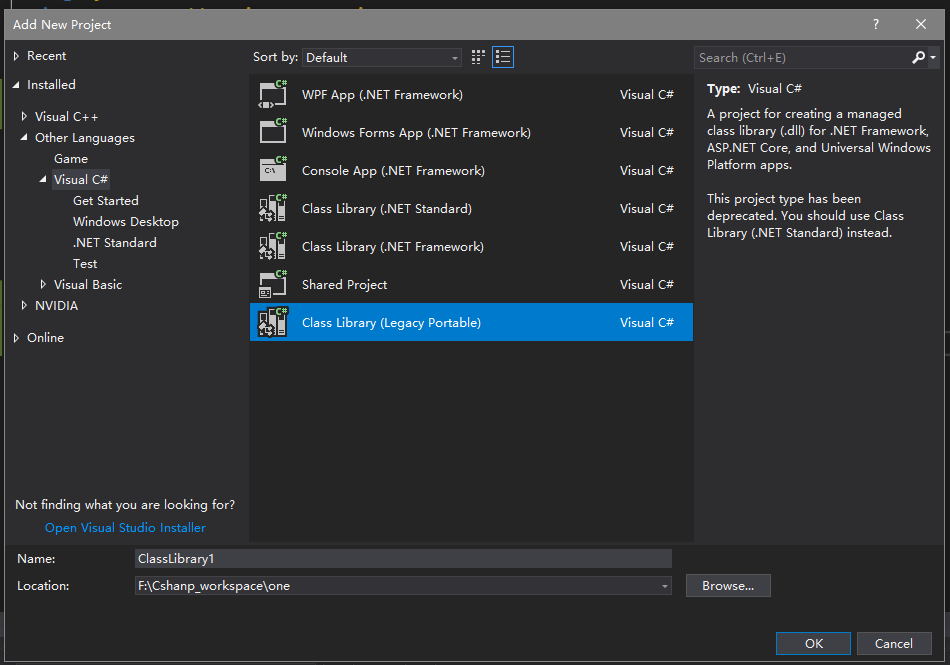 Add New Project
?
Recent
Installed
Visual C++
Other Languages
Game
Visual C#
Get Started
Windows Desktop
.NET Standard
Test
Visual Basic
NVIDIA
Online
Not finding what you are looking for?
Open Visual Studio Installer
Sort by: Default
WPF App (.NET Framework) Visual C#
Windows Forms App (.NET Framework) Visual C#
Console App (.NET Framework) Visual C#
Class Library (.NET Standard) Visual C#
Class Library (.NET Framework) Visual C#
Shared Project Visual C#
Class Library (Legacy Portable) Visual C#
Search (Ctrl+E)
Type: Visual C#
A project for creating a managed
class library (.dll) for .NET Framework,
ASP.NET Core, and Universal Windows
Platform apps.
This project type has been
deprecated. You should use Class
Library (.NET Standard) instead.
Name: ClassLibrary1
Location: F:\Cshanp_workspace\one
Browse...
OK Cancel